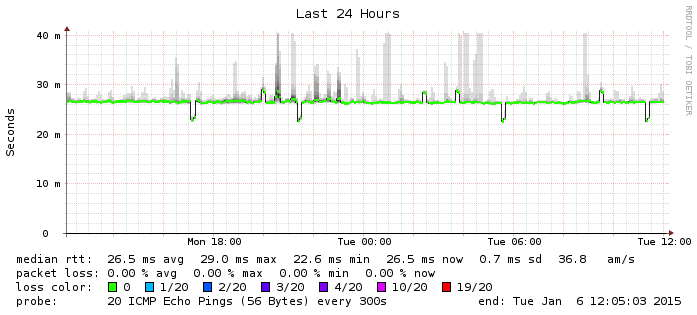 Last 24 Hours
RRDTOOL / TOBI OETIKER
Seconds
40 m
30 m
20 m
10 m
0
Mon 18:00 Tue 00:00 Tue 06:00 Tue 12:00
median rtt: 26.5 ms avg 29.0 ms max 22.6 ms min 26.5 ms now 0.7 ms sd 36.8 am/s
packet loss: 0.00 % avg 0.00 % max 0.00 % min 0.00 % now
loss color: 0 1/20 2/20 3/20 4/20 10/20 19/20
probe: 20 ICMP Echo Pings (56 Bytes) every 300s end: Tue Jan 6 12:05:03 2015